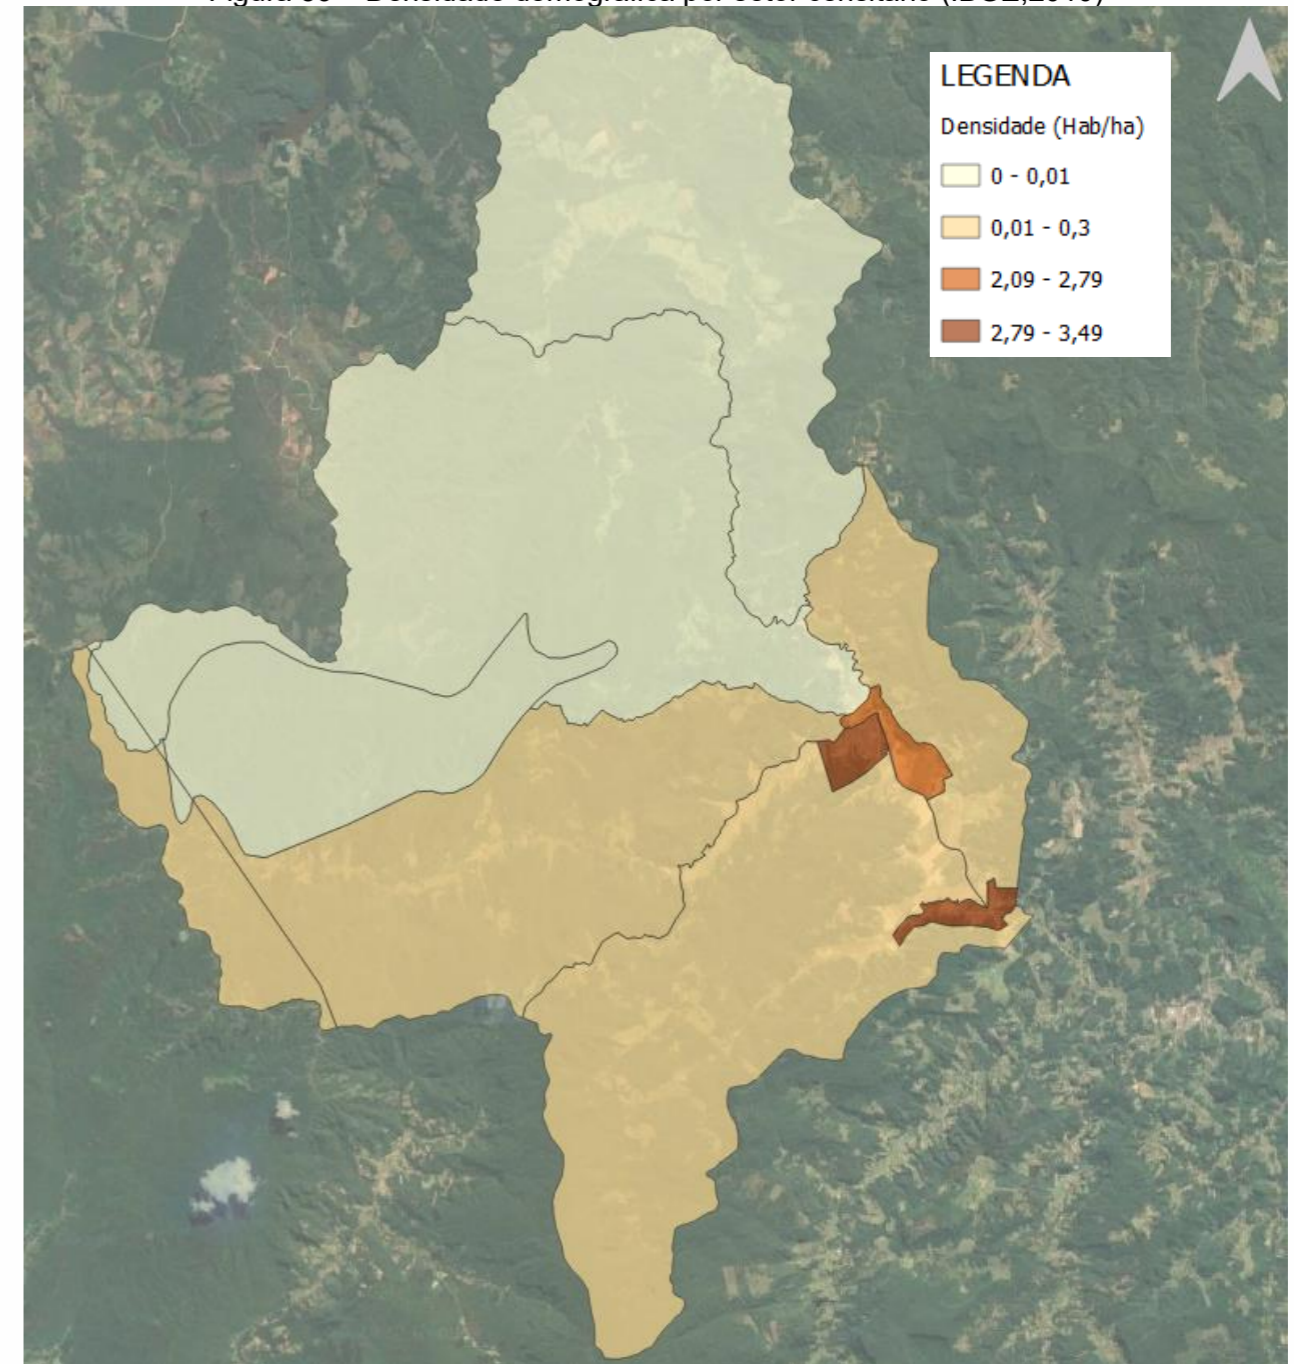 LEGENDA
Densidade (Hab/ha)
0 - 0,01
0,01 - 0,3
2,09 - 2,79
2,79 - 3,49